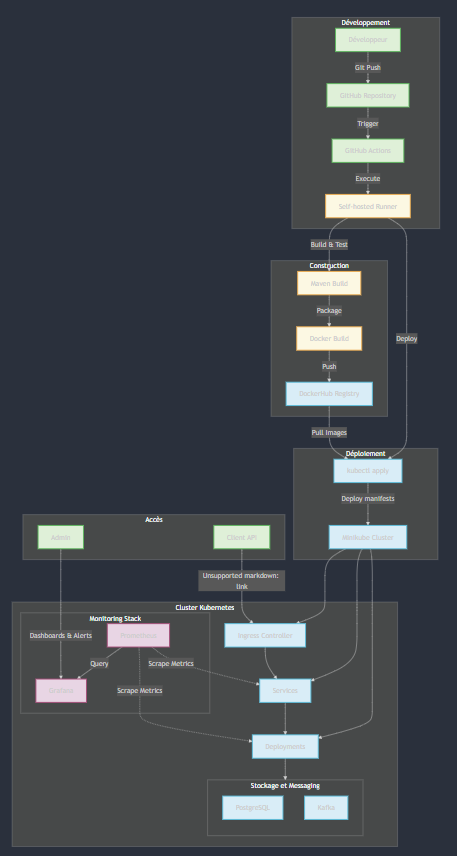 Développement
Développeur
Git Push
GitHub Repository
Trigger
GitHub Actions
Execute
Self-hosted Runner
Build & Test
Construction
Maven Build
Package
Docker Build
Deploy
Push
DockerHub Registry
Pull Images
Déploiement
Kubectl apply
Deploy manifests
Minikube Cluster
Accès
Admin
Client API
Unsupported markdown:
link
Cluster Kubernetes
Monitoring Stack
Prometheus
Ingress Controller
Dashboards & Alerts
Query
Scrape Metrics
Grafana
Scrape Metrics
Services
Deployments
Stockage et Messaging
PostgreSQL
Kafka